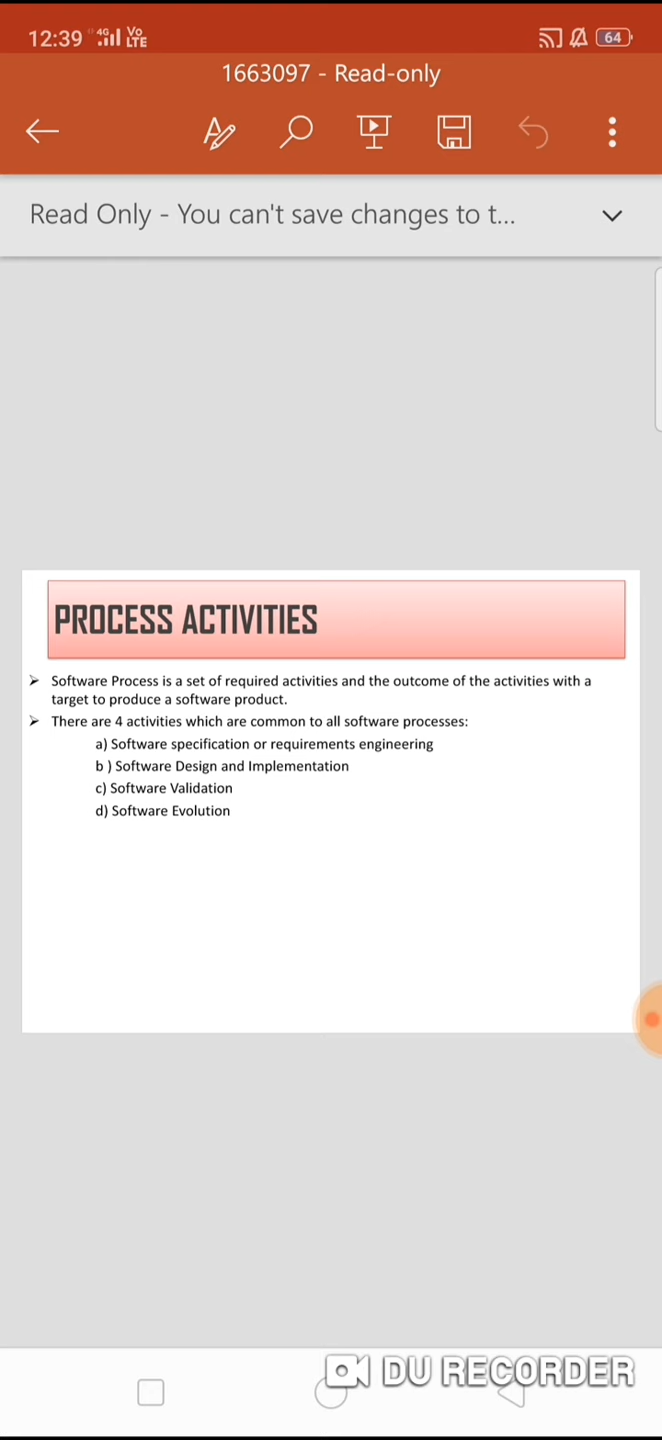 12:39 4G Vo LTE 64
1663097 - Read-only
Read Only - You can't save changes to t...
PROCESS ACTIVITIES
➢ Software Process is a set of required activities and the outcome of the activities with a
target to produce a software product.
➢ There are 4 activities which are common to all software processes:
a) Software specification or requirements engineering
b ) Software Design and Implementation
c) Software Validation
d) Software Evolution
DU RECORDER